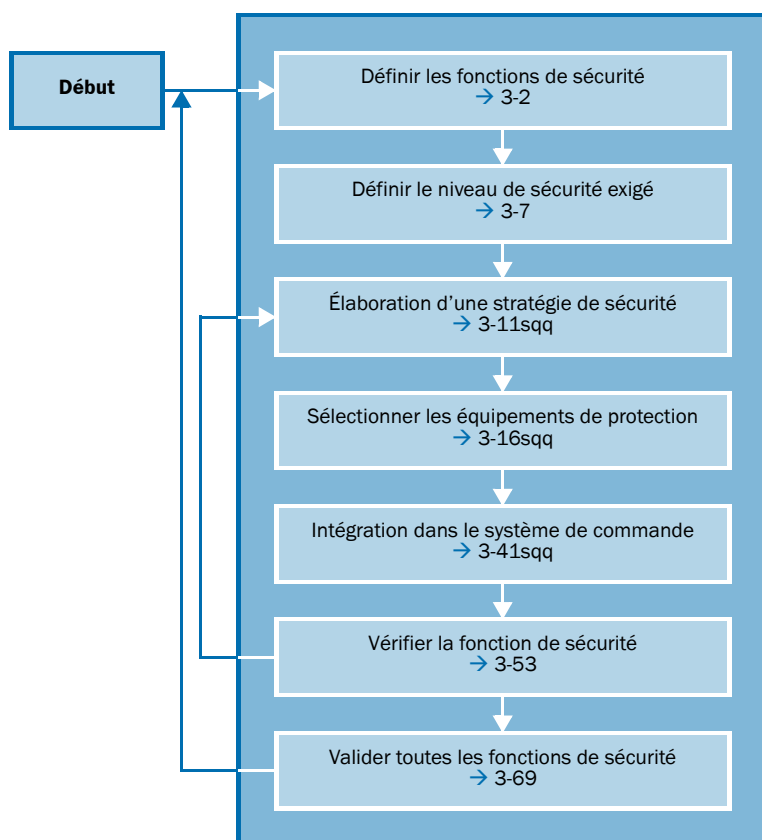 Début
Définir les fonctions de sécurité
→ 3-2
Définir le niveau de sécurité exigé
→ 3-7
Élaboration d’une stratégie de sécurité
→ 3-11sqq
Sélectionner les équipements de protection
→ 3-16sqq
Intégration dans le système de commande
→ 3-41sqq
Vérifier la fonction de sécurité
→ 3-53
Valider toutes les fonctions de sécurité
→ 3-69